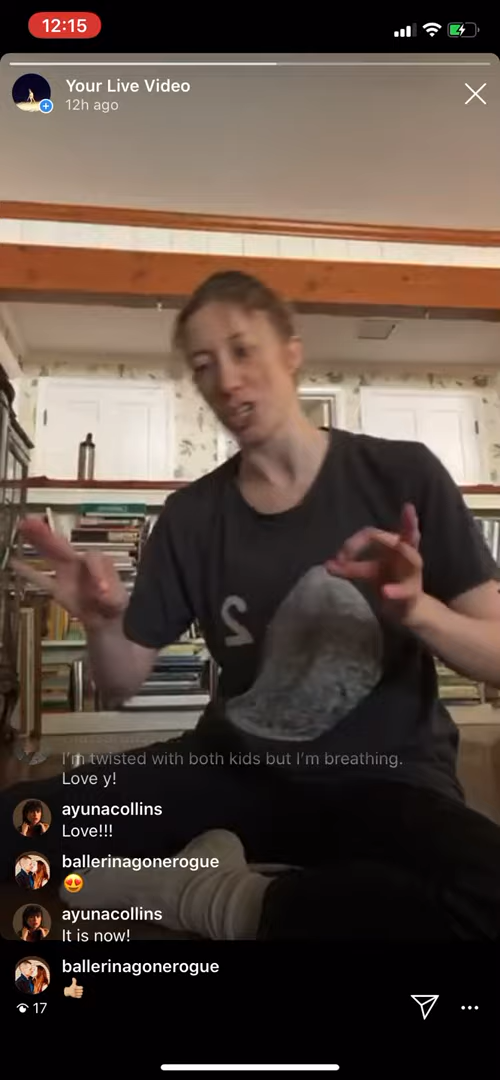 12:15
Your Live Video
12h ago
2
I'm twisted with both kids but I'm breathing.
Love y!
ayunacollins
Love!!!
ballerinagonerogue
😍
ayunacollins
It is now!
ballerinagonerogue
👍🏼
17